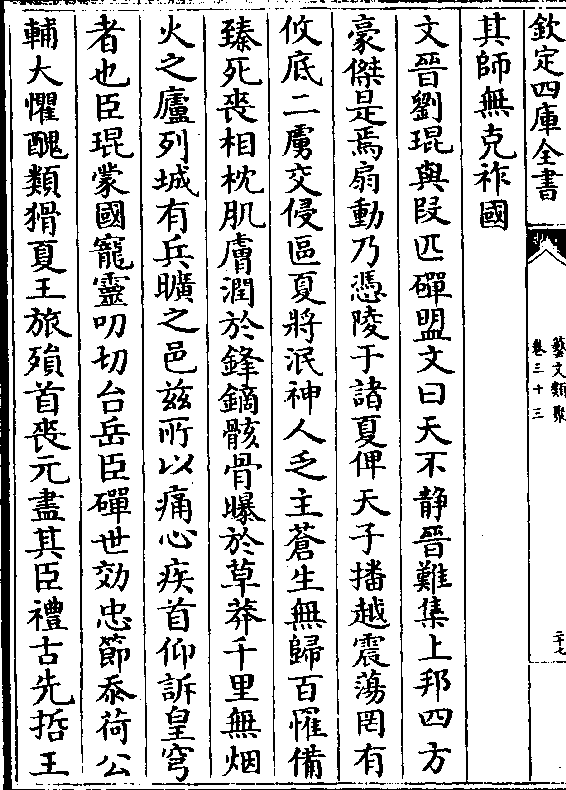 欽定四庫全書
藝文類聚
卷三十三
二十七
其師無克祚國
文晉劉琨與段匹磾盟文曰天不静晉難集上邦四方
豪傑是焉扇動乃憑陵于諸夏俾天子播越震蕩罔有
攸底二虜交侵區夏將泯神人乏主蒼生無歸百罹備
臻死喪相枕肌膚潤於鋒鏑骸骨曝於草莽千里無烟
火之廬列城有兵曠之邑兹所以痛心疾首仰訴皇穹
者也臣琨蒙國寵靈叨切台岳臣磾世効忠節忝荷公
輔大懼醜類猾夏王旅殞首喪元盡其臣禮古先哲王